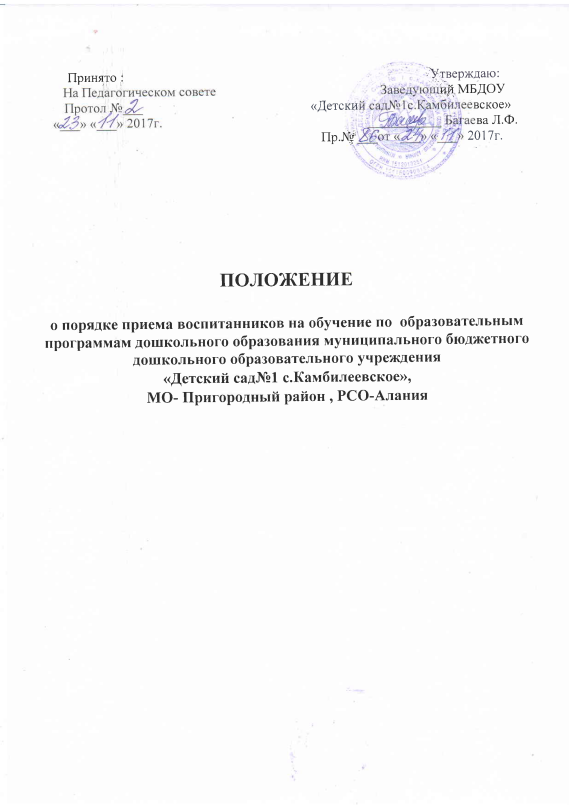 Принято :
На Педагогическом совете
Протол № 2
«23» «11» 2017г.
Утверждаю:
Заведующий МБДОУ
«Детский сад№1с.Камбилеевское»
Багаева Л.Ф.
Пр.№ 86 от «24» «11» 2017г.
ПОЛОЖЕНИЕ
о порядке приема воспитанников на обучение по образовательным
программам дошкольного образования муниципального бюджетного
дошкольного образовательного учреждения
«Детский сад№1 с.Камбилеевское»,
МО- Пригородный район , РСО-Алания